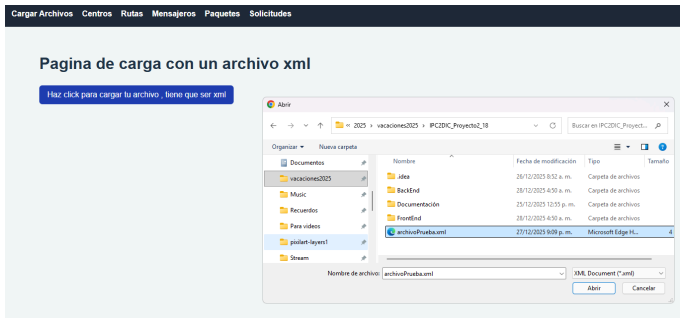 Cargar Archivos Centros Rutas Mensajeros Paquetes Solicitudes
Pagina de carga con un archivo xml
Haz click para cargar tu archivo , tiene que ser xml
Abrir
« 2025 › vacaciones2025 › IPC2DIC_Proyecto2_18
Buscar en IPC2DIC_Proyect...
Organizar Nueva carpeta
Nombre Fecha de modificación Tipo Tamaño
Documentos
.idea 28/12/2025 8:52 a. m. Carpeta de archivos
vacaciones2025
BackEnd 28/12/2025 4:50 a. m. Carpeta de archivos
Music
Documentación 25/12/2025 12:55 p. m. Carpeta de archivos
Recuerdos
FrontEnd 28/12/2025 4:50 a. m. Carpeta de archivos
Para videos
archivoPrueba.xml 27/12/2025 9:09 p. m. Microsoft Edge H... 4
pixilart-layers1
Stream
Nombre de archivo: archivoPrueba.xml XML Document (*.xml)
Abrir Cancelar